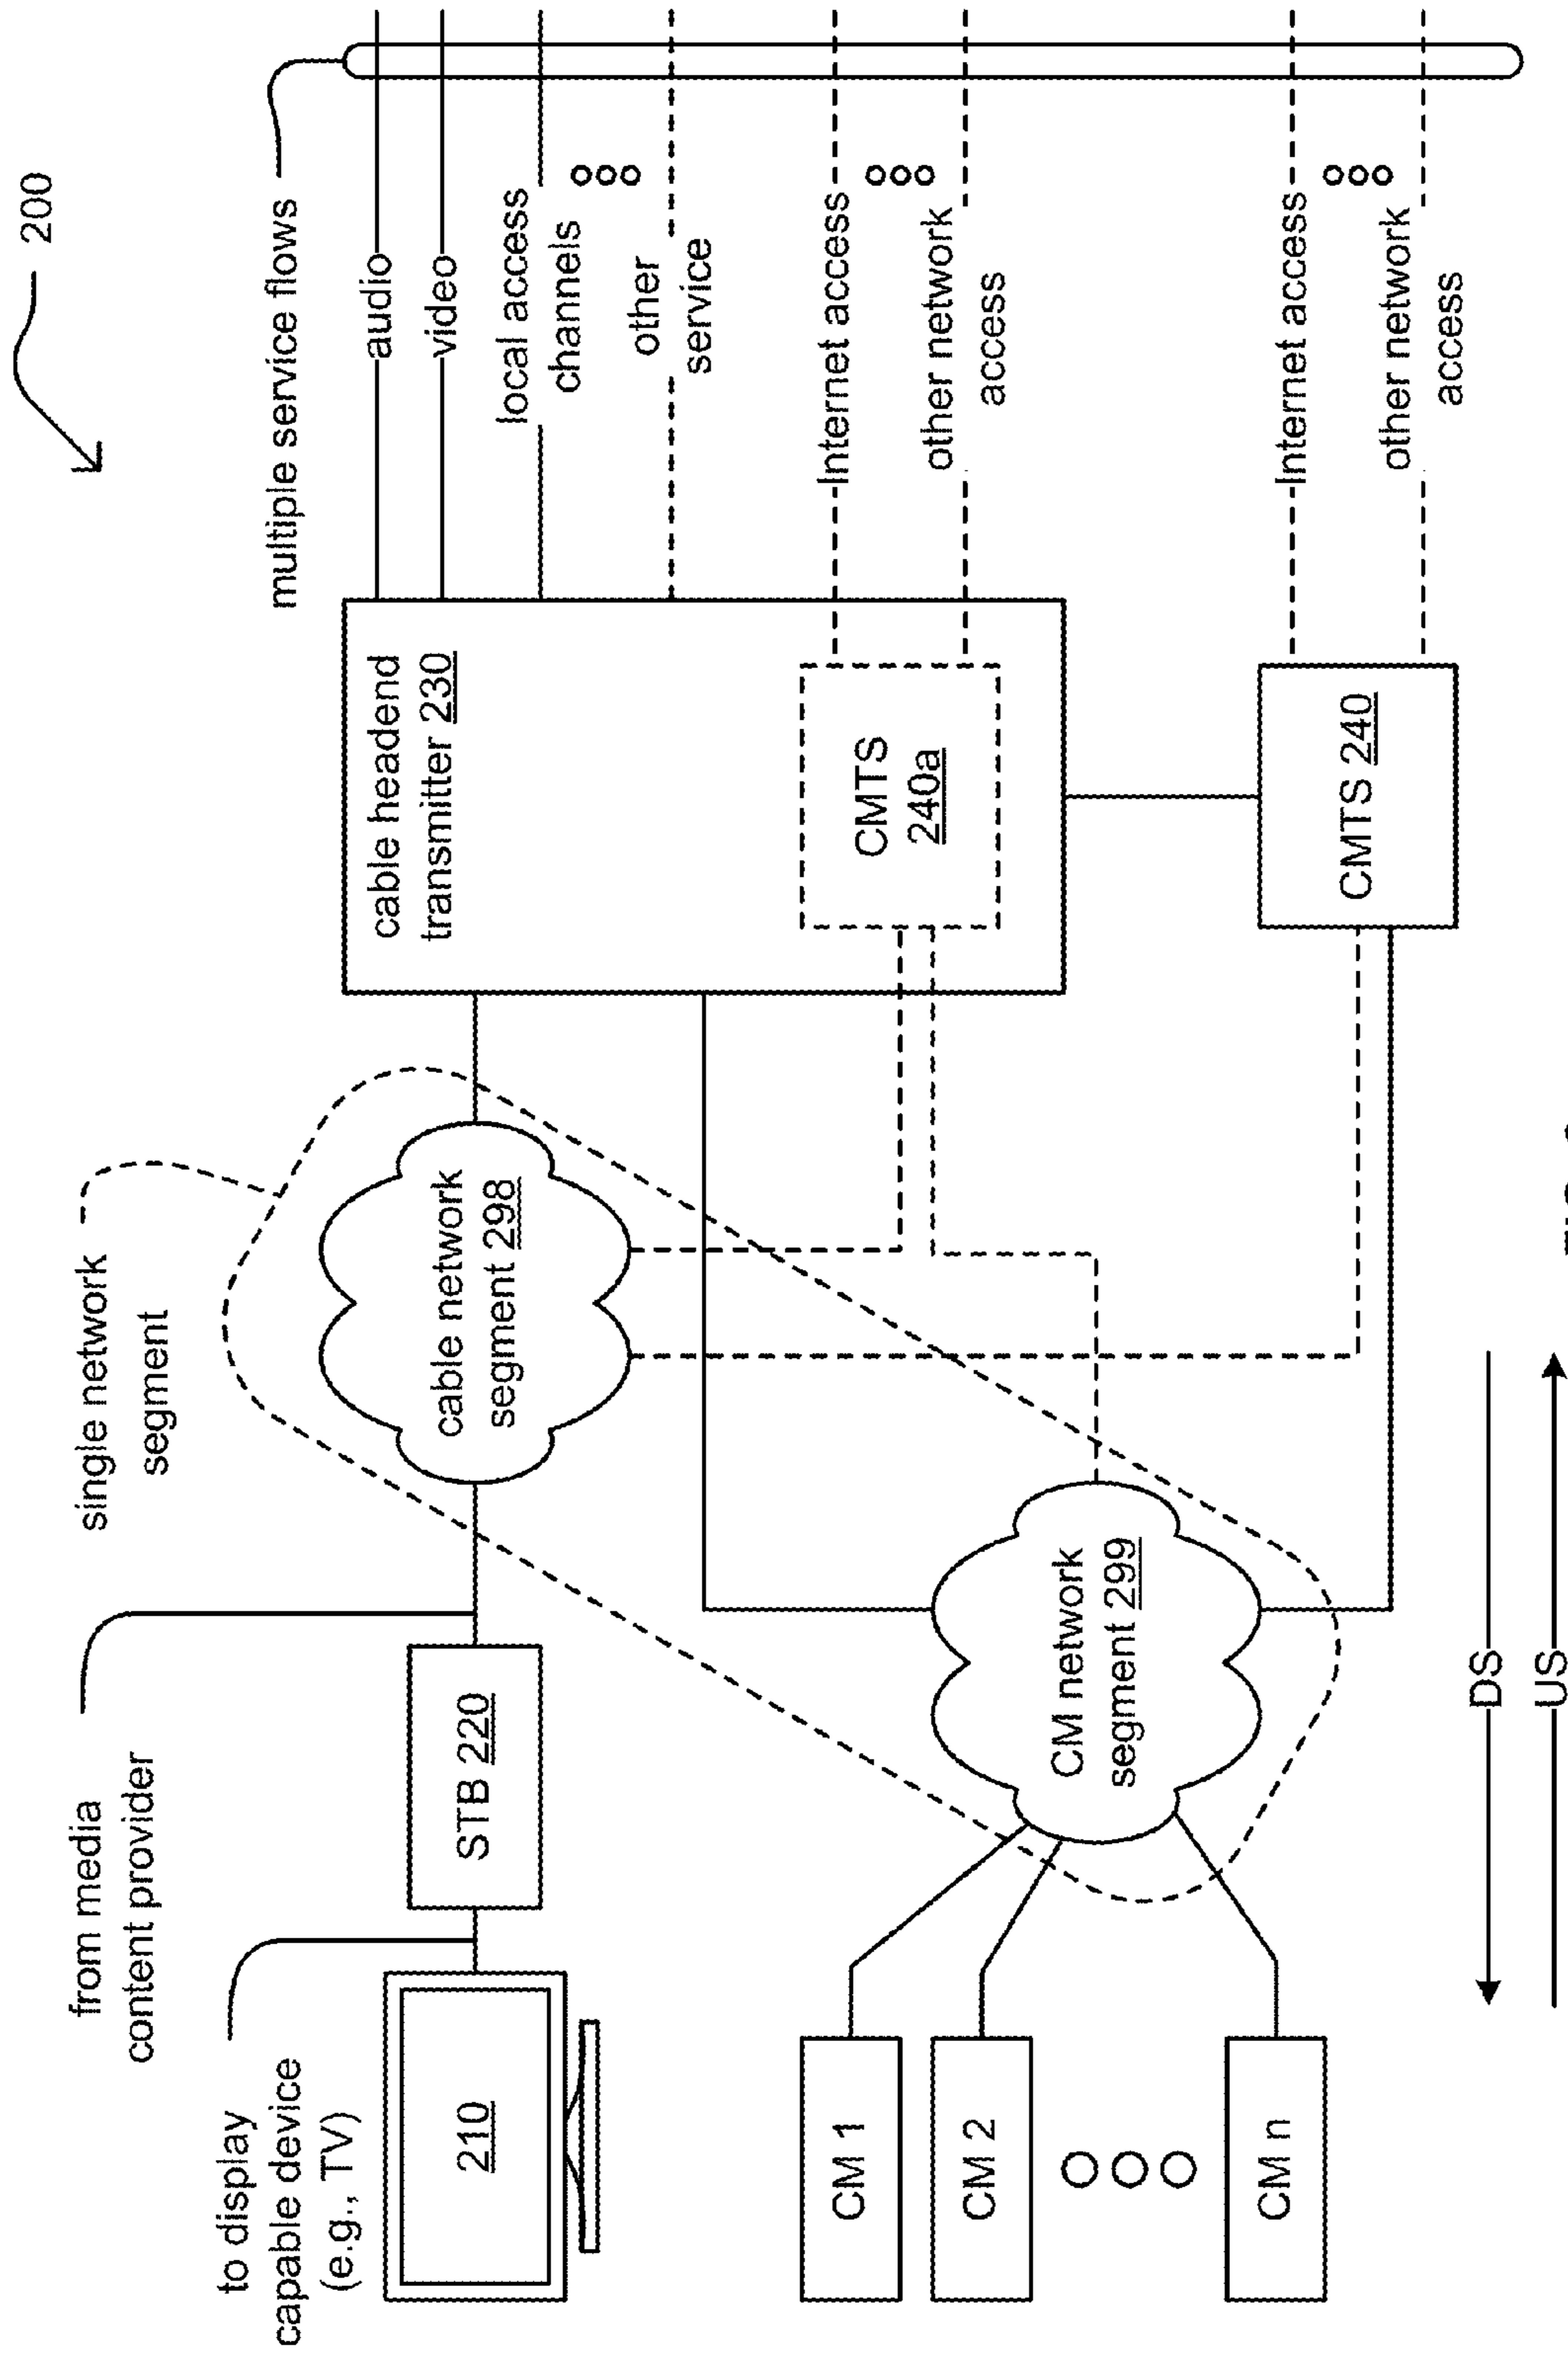 200
multiple service flows
audio
video
local access
channels
other
service
Internet access
other network
access
Internet access
other network
access
cable headend
transmitter 230
CMTS
240a
CMTS 240
single network
segment
cable network
segment 298
CM network
segment 299
from media
content provider
STB 220
to display
capable device
(e.g., TV)
210
CM 1
CM 2
CM n
DS
US